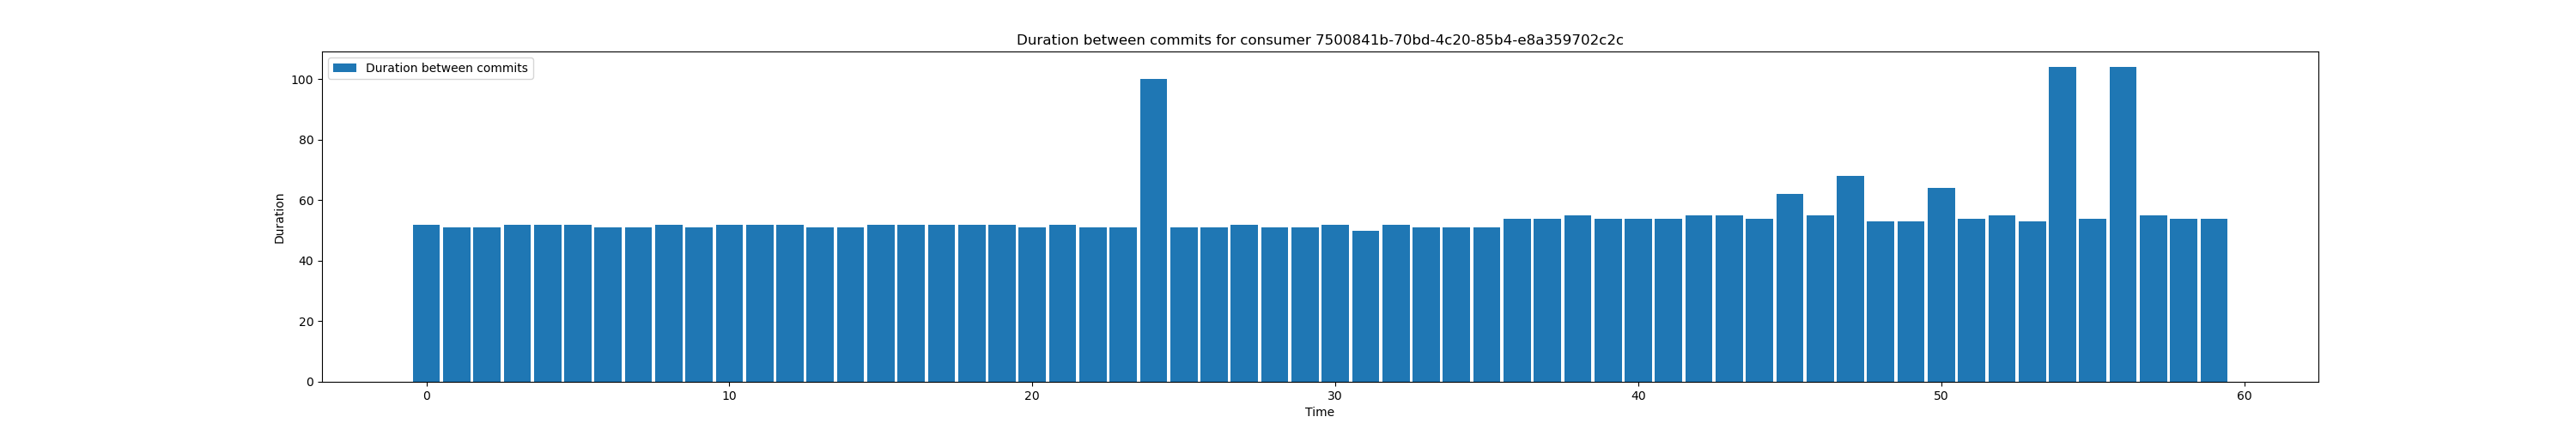 Duration between commits for consumer 7500841b-70bd-4c20-85b4-e8a359702c2c
Duration between commits
Duration
100
80
60
40
20
0
0 10 20 30 40 50 60
Time